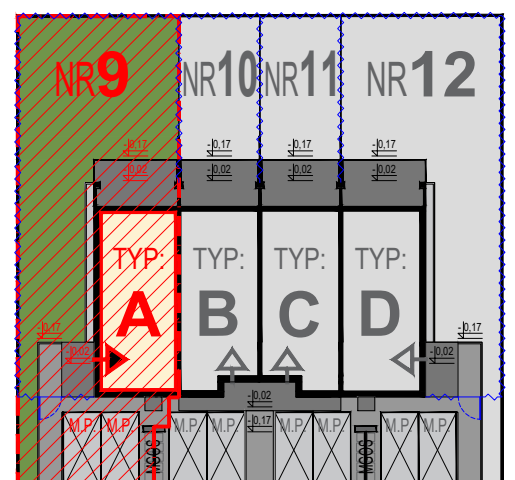 NR9 NR10 NR11 NR12
-0,17 -0,17 -0,17 -0,17
-0,02 -0,02 -0,02 -0,02
TYP: TYP: TYP: TYP:
A B C D
-0,17 -0,17
-0,02 -0,02
-0,02
-0,17
M.P. M.P. M.P. M.P. M.P. M.P. M.P. M.P.